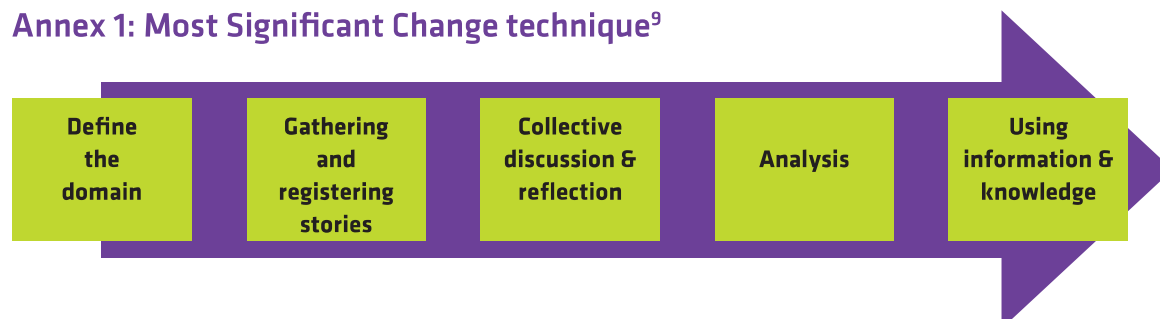 Annex 1: Most Significant Change technique⁹
Define
the
domain
Gathering
and
registering
stories
Collective
discussion &
reflection
Analysis
Using
information &
knowledge